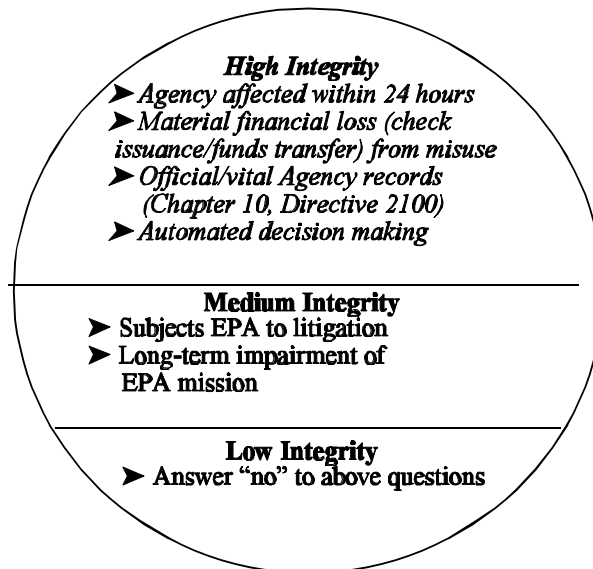 High Integrity
➤ Agency affected within 24 hours
➤ Material financial loss (check
issuance/funds transfer) from misuse
➤ Official/vital Agency records
(Chapter 10, Directive 2100)
➤ Automated decision making
Medium Integrity
➤ Subjects EPA to litigation
➤ Long-term impairment of
EPA mission
Low Integrity
➤ Answer “no” to above questions